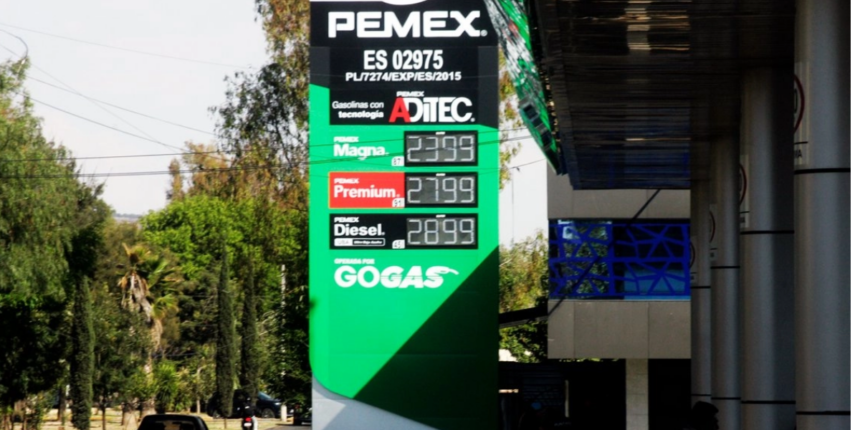 PEMEX®
ES 02975
PL/7274/EXP/ES/2015
Gasolinas con tecnología
PEMEX ADITEC.
PEMEX Magna. 23.99
PEMEX Premium. 27.99
PEMEX Diesel. 28.99
OPERADA POR
GOGAS